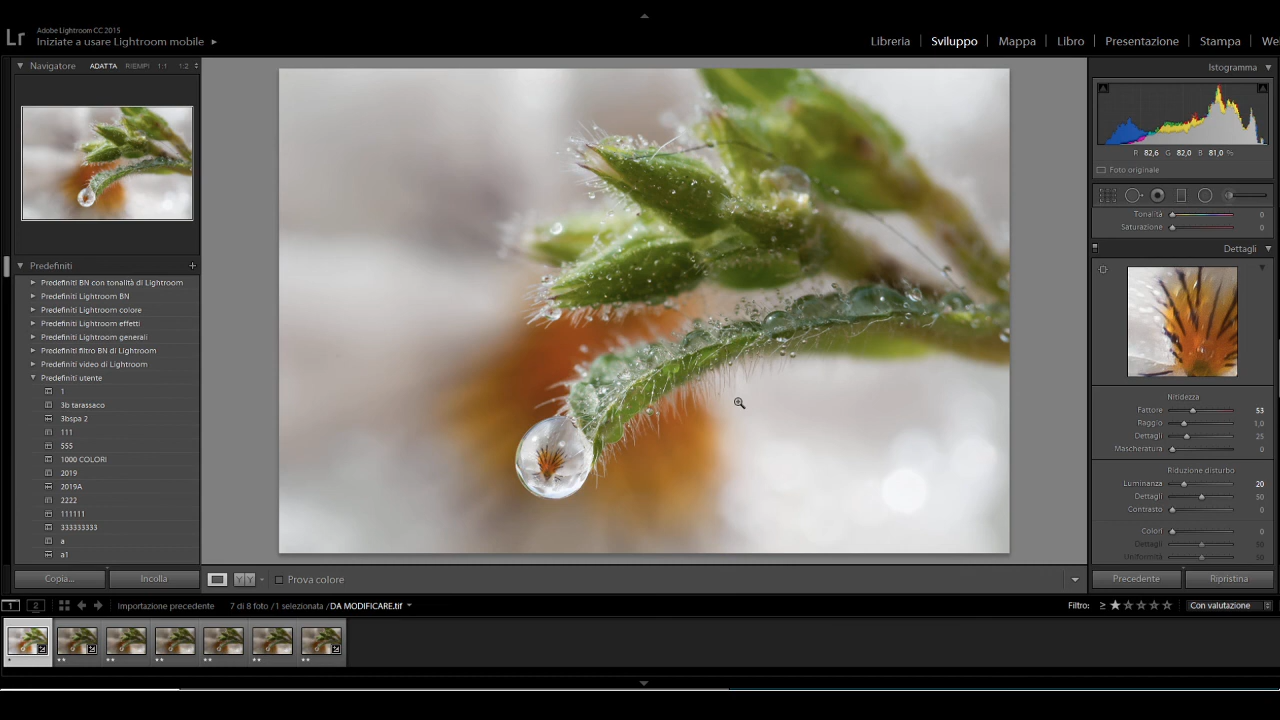 Lr
Adobe Lightroom CC 2015
Iniziate a usare Lightroom mobile
Libreria | Sviluppo | Mappa | Libro | Presentazione | Stampa | We
Navigatore ADATTA RIEMPI 1:1 1:2
Istogramma
R 82,6 G 82,0 B 81,0 %
Foto originale
Tonalità 0
Saturazione 0
Predefiniti +
Dettagli
Predefiniti BN con tonalità di Lightroom
Predefiniti Lightroom BN
Predefiniti Lightroom colore
Predefiniti Lightroom effetti
Predefiniti Lightroom generali
Predefiniti filtro BN di Lightroom
Predefiniti video di Lightroom
Predefiniti utente
1
3b tarassaco
3bspa 2
111
555
1000 COLORI
2019
2019A
2222
111111
333333333
a
a1
Nitidezza
Fattore 53
Raggio 1,0
Dettagli 25
Mascheratura 0
Riduzione disturbo
Luminanza 20
Dettagli 50
Contrasto 0
Colori 0
Dettagli 50
Uniformità 50
Copia... Incolla
YY Prova colore
Precedente Ripristina
1 2 Importazione precedente 7 di 8 foto /1 selezionata /DA MODIFICARE.tif
Filtro: ≥ ★ ☆ ☆ ☆ ☆ Con valutazione